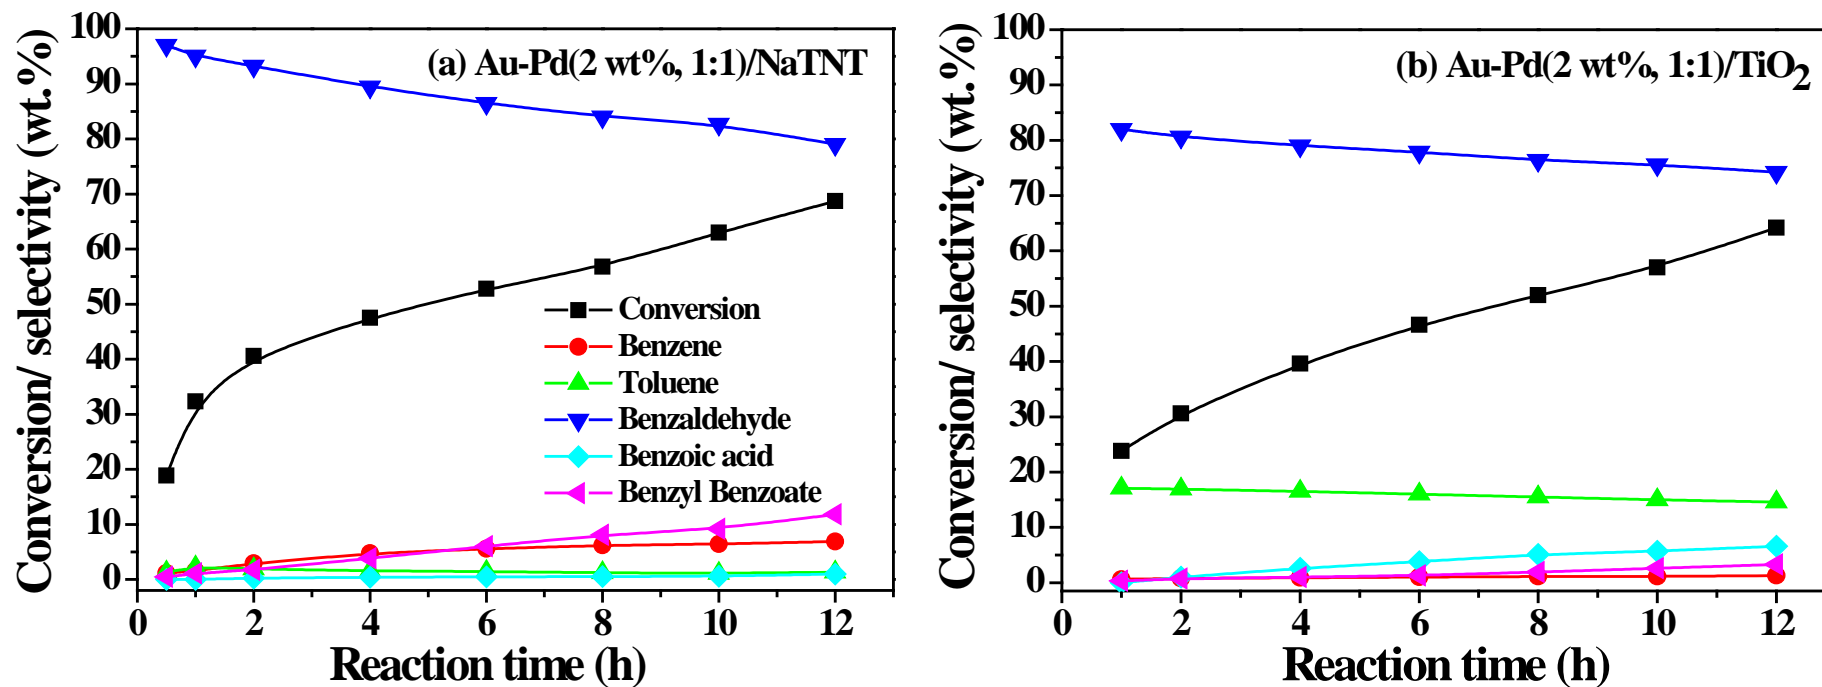 Conversion/ selectivity (wt.%)
100
90
80
70
60
50
40
30
20
10
0
(a) Au-Pd(2 wt%, 1:1)/NaTNT
Conversion
Benzene
Toluene
Benzaldehyde
Benzoic acid
Benzyl Benzoate
0 2 4 6 8 10 12
Reaction time (h)
Conversion/ selectivity (wt.%)
100
90
80
70
60
50
40
30
20
10
0
(b) Au-Pd(2 wt%, 1:1)/TiO2
0 2 4 6 8 10 12
Reaction time (h)